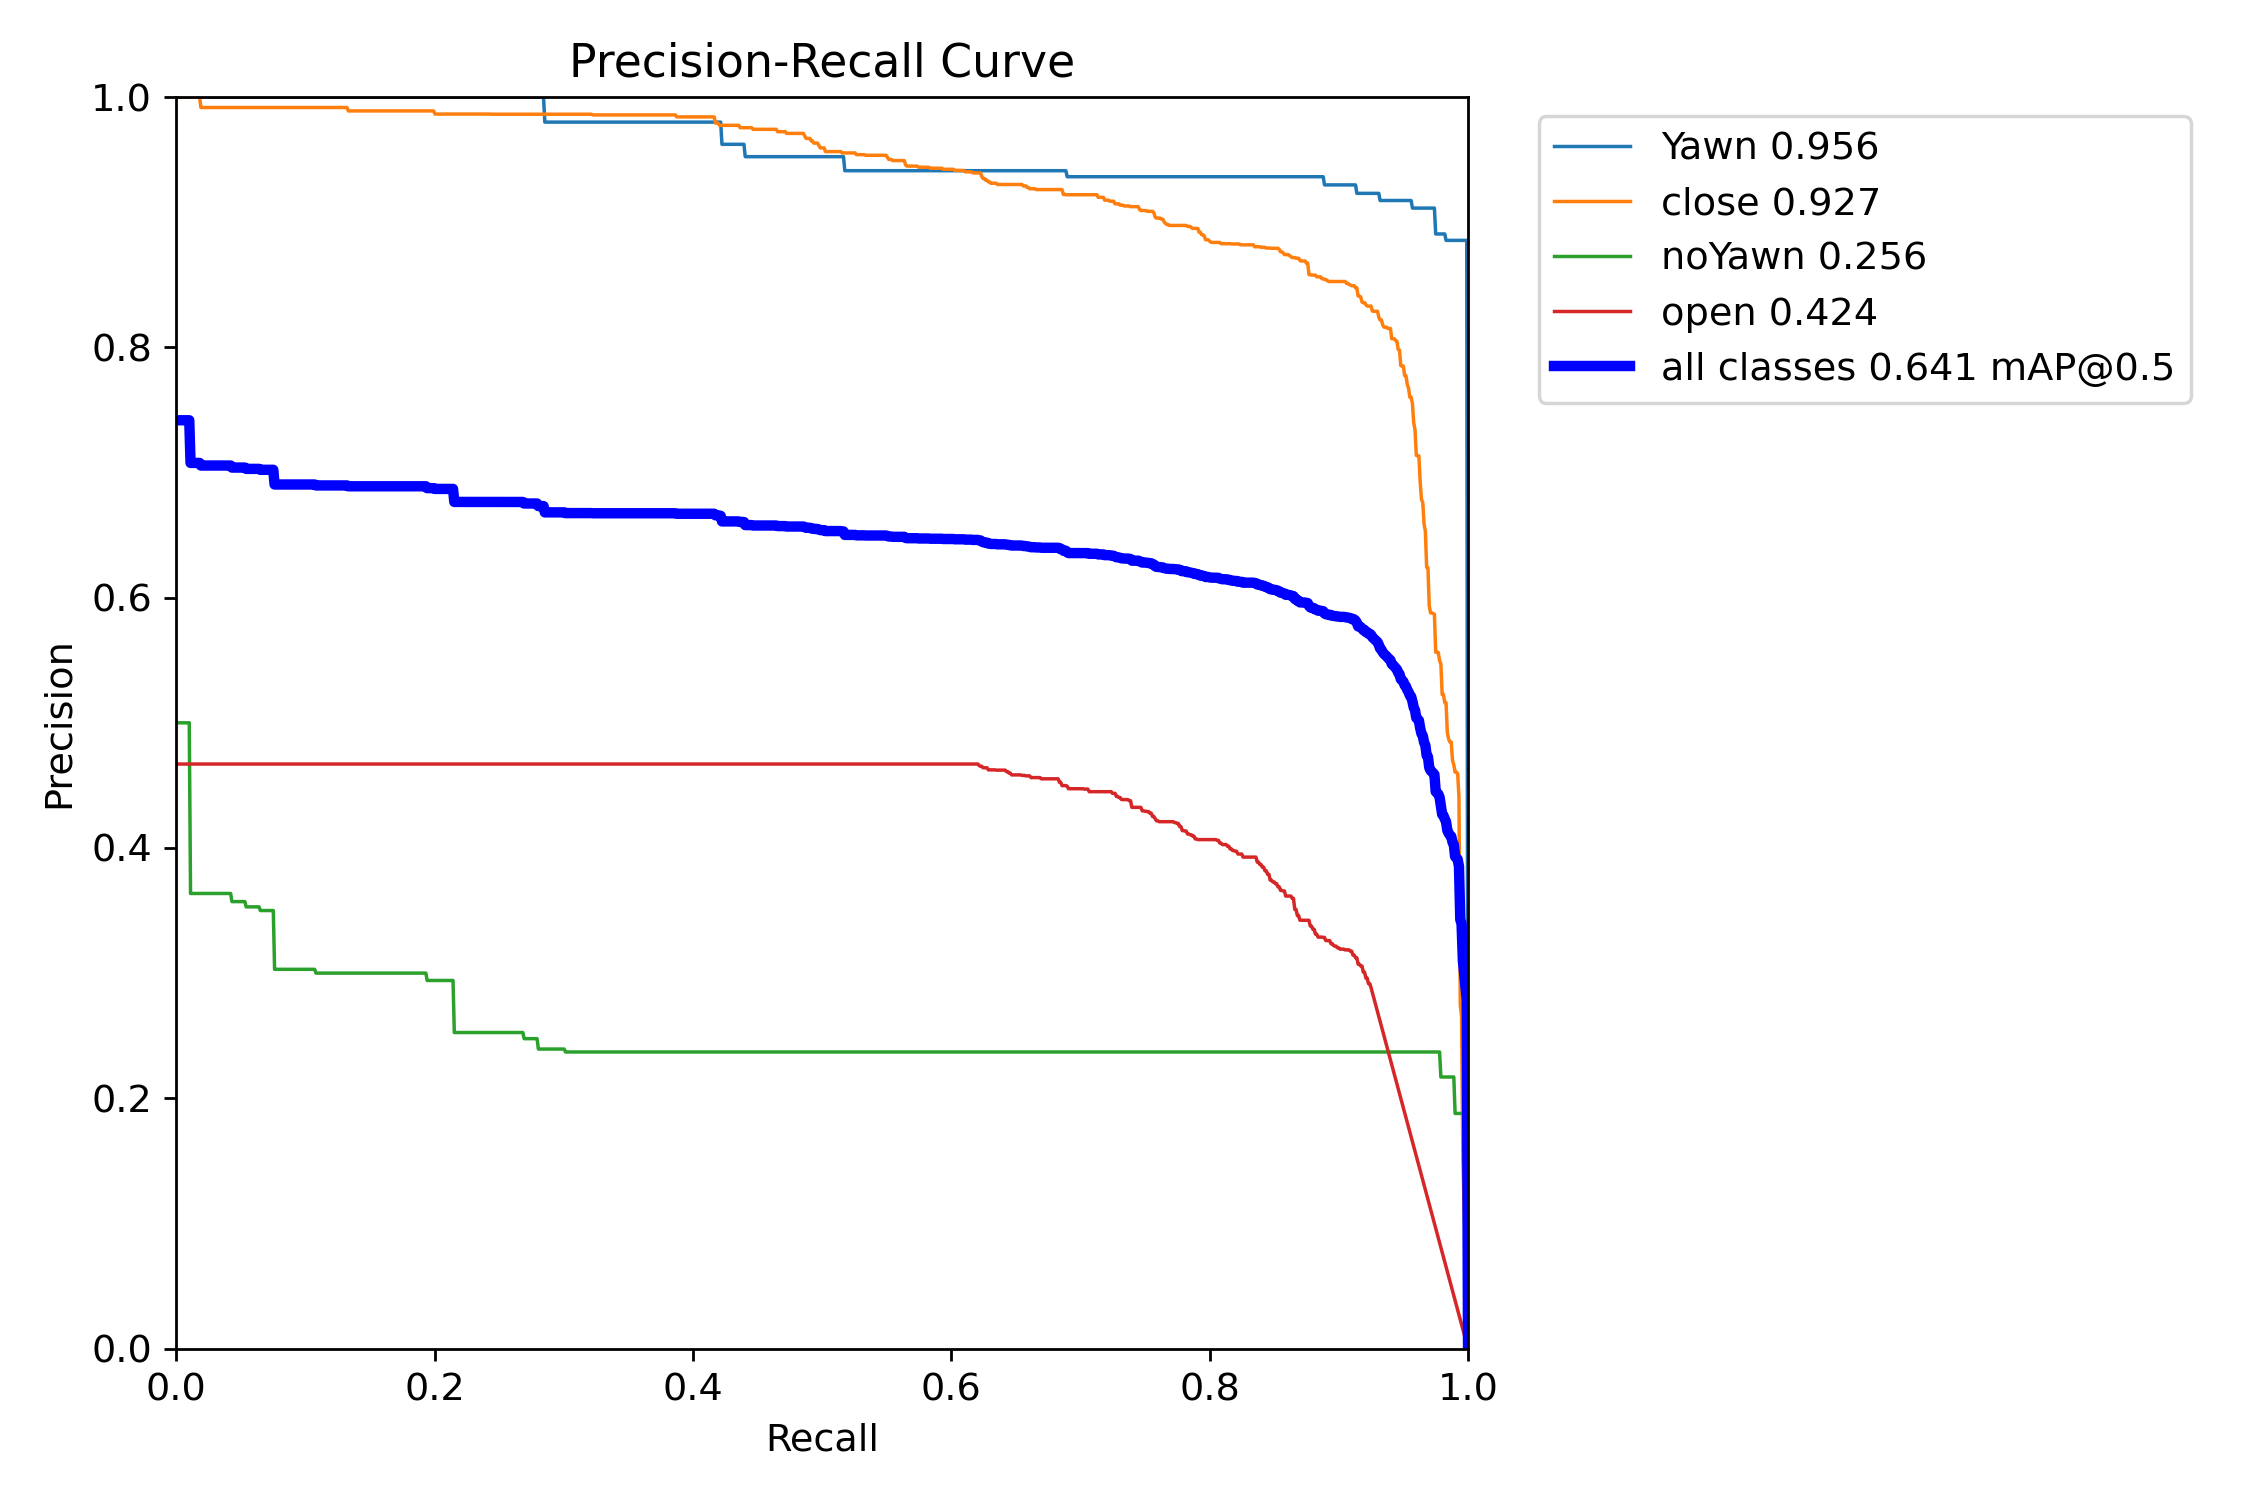 Precision-Recall Curve
1.0
0.8
0.6
0.4
0.2
0.0
Precision
0.0 0.2 0.4 0.6 0.8 1.0
Recall
Yawn 0.956
close 0.927
noYawn 0.256
open 0.424
all classes 0.641 mAP@0.5